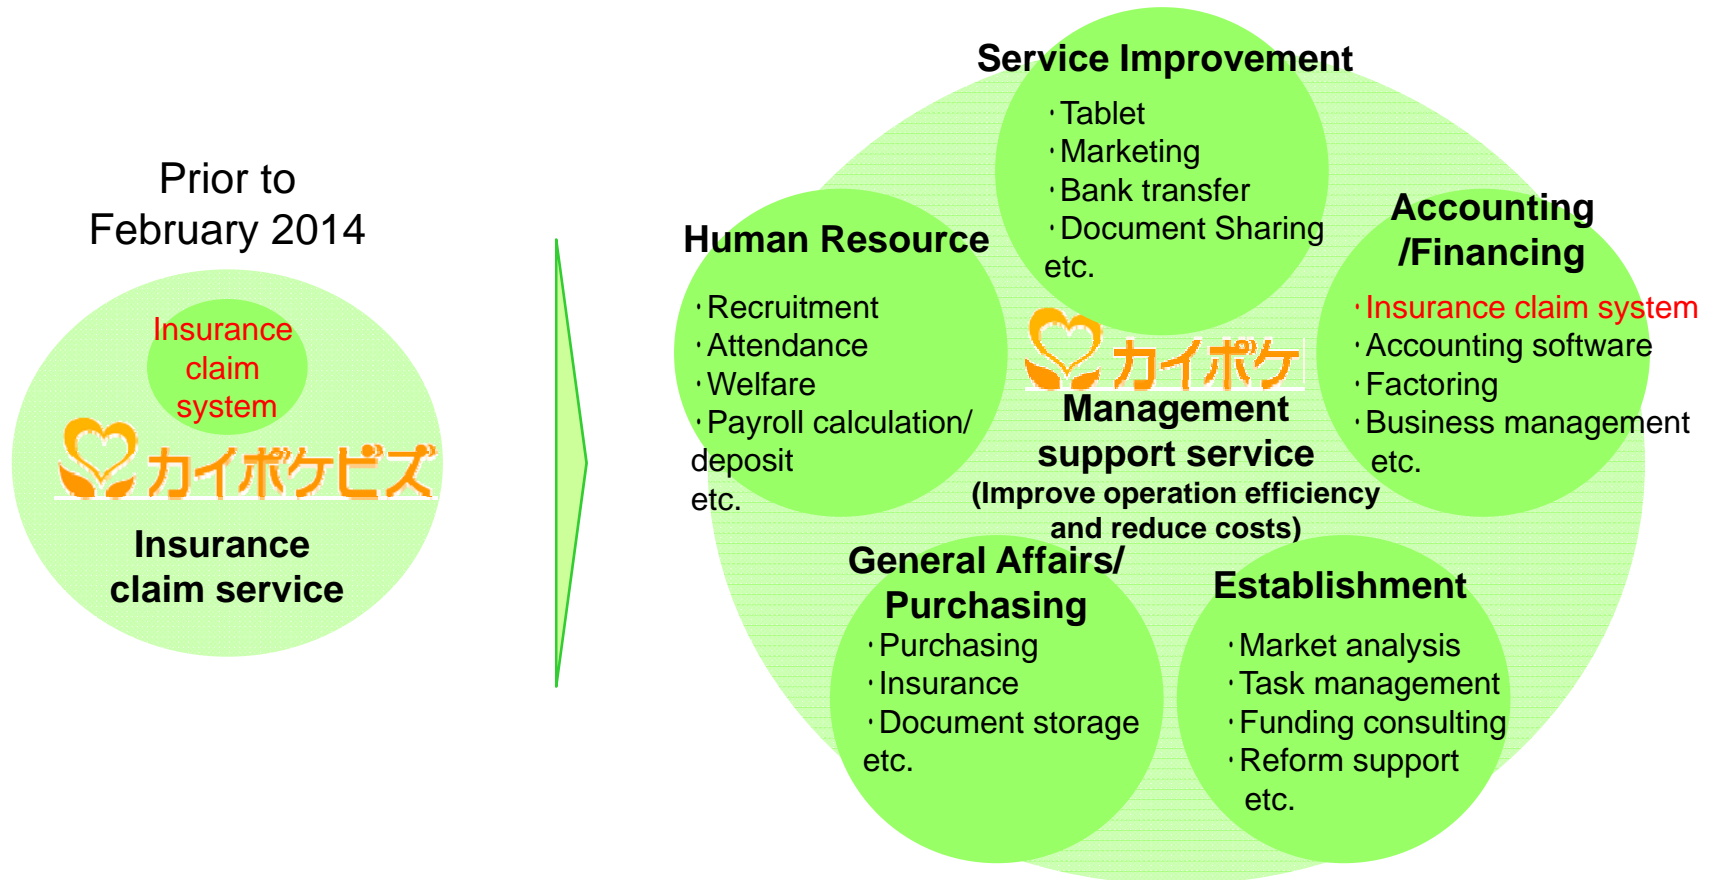 Prior to
February 2014
Insurance
claim
system
カイポケビズ
Insurance
claim service
Service Improvement
・Tablet
・Marketing
・Bank transfer
・Document Sharing
etc.
Human Resource
・Recruitment
・Attendance
・Welfare
・Payroll calculation/
deposit
etc.
Accounting
/Financing
・Insurance claim system
・Accounting software
・Factoring
・Business management
etc.
カイポケ
Management
support service
(Improve operation efficiency
and reduce costs)
General Affairs/
Purchasing
・Purchasing
・Insurance
・Document storage
etc.
Establishment
・Market analysis
・Task management
・Funding consulting
・Reform support
etc.